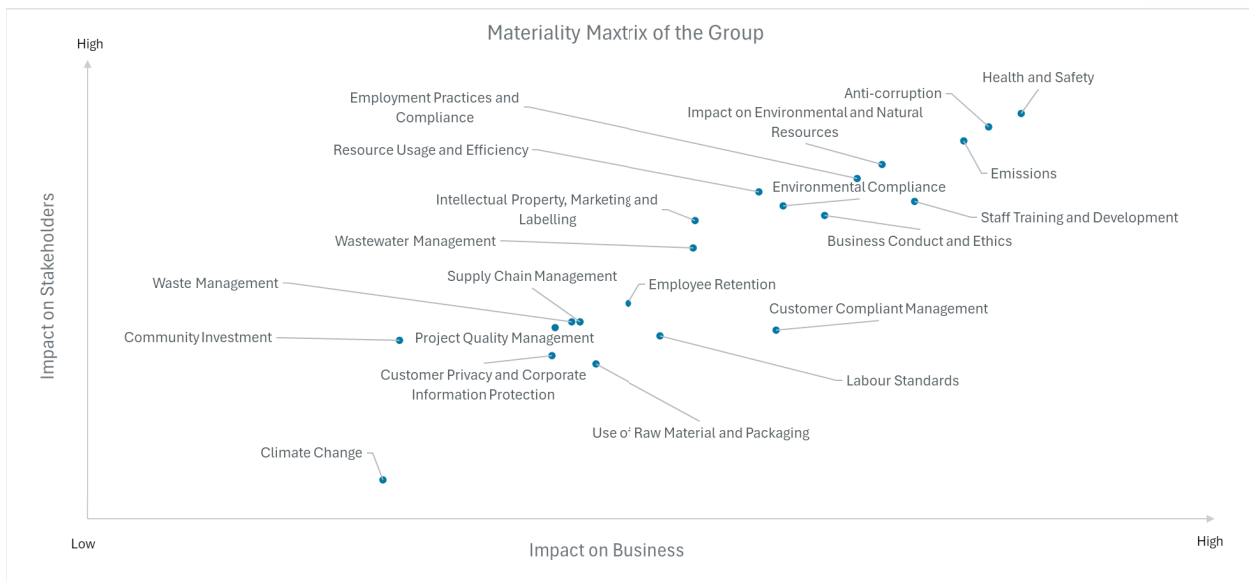 Materiality Maxtrix of the Group
High
Health and Safety
Anti-corruption
Employment Practices and
Compliance
Impact on Environmental and Natural
Resources
Resource Usage and Efficiency
Emissions
Environmental Compliance
Intellectual Property, Marketing and
Labelling
Staff Training and Development
Wastewater Management
Business Conduct and Ethics
Impact on Stakeholders
Supply Chain Management
Waste Management
Employee Retention
Customer Compliant Management
Community Investment
Project Quality Management
Customer Privacy and Corporate
Information Protection
Labour Standards
Use of Raw Material and Packaging
Climate Change
Low
Impact on Business
High